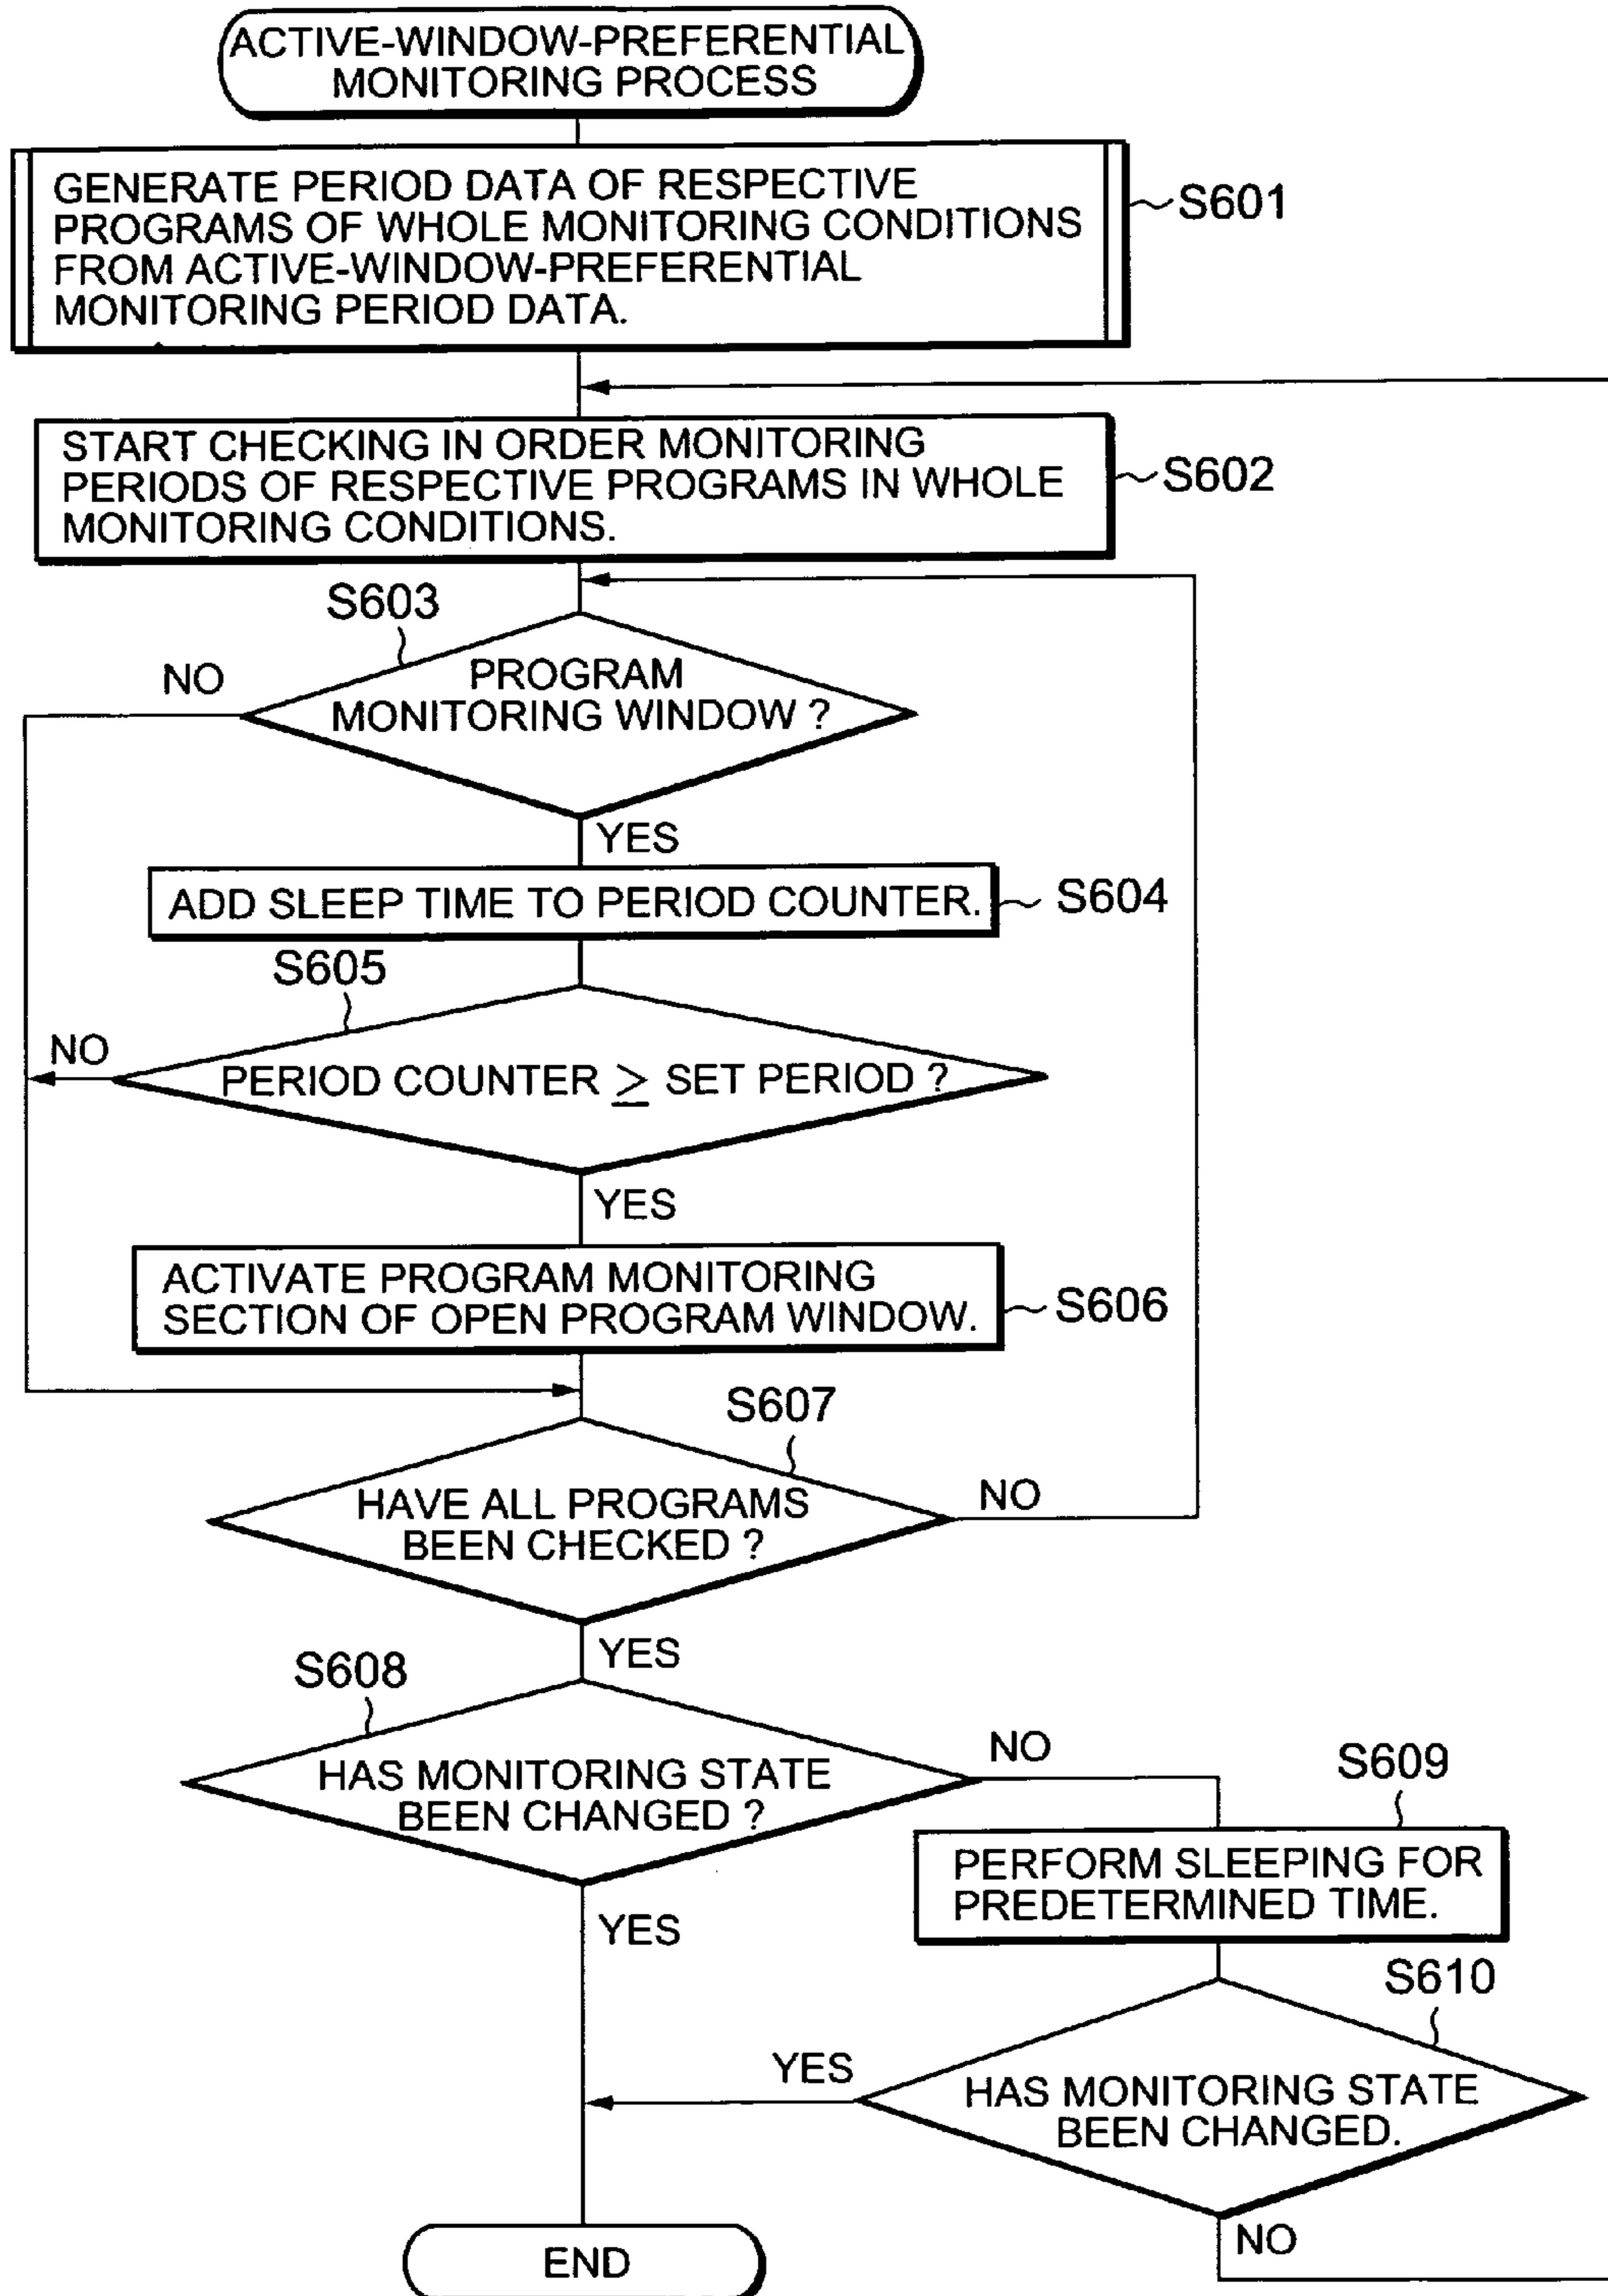 ACTIVE-WINDOW-PREFERENTIAL
MONITORING PROCESS
GENERATE PERIOD DATA OF RESPECTIVE
PROGRAMS OF WHOLE MONITORING CONDITIONS
FROM ACTIVE-WINDOW-PREFERENTIAL
MONITORING PERIOD DATA.
S601
START CHECKING IN ORDER MONITORING
PERIODS OF RESPECTIVE PROGRAMS IN WHOLE
MONITORING CONDITIONS.
S602
S603
NO
PROGRAM
MONITORING WINDOW ?
YES
ADD SLEEP TIME TO PERIOD COUNTER.
S604
S605
NO
PERIOD COUNTER ≥ SET PERIOD ?
YES
ACTIVATE PROGRAM MONITORING
SECTION OF OPEN PROGRAM WINDOW.
S606
S607
HAVE ALL PROGRAMS
BEEN CHECKED ?
NO
YES
S608
HAS MONITORING STATE
BEEN CHANGED ?
NO
S609
PERFORM SLEEPING FOR
PREDETERMINED TIME.
YES
S610
YES
HAS MONITORING STATE
BEEN CHANGED.
NO
END